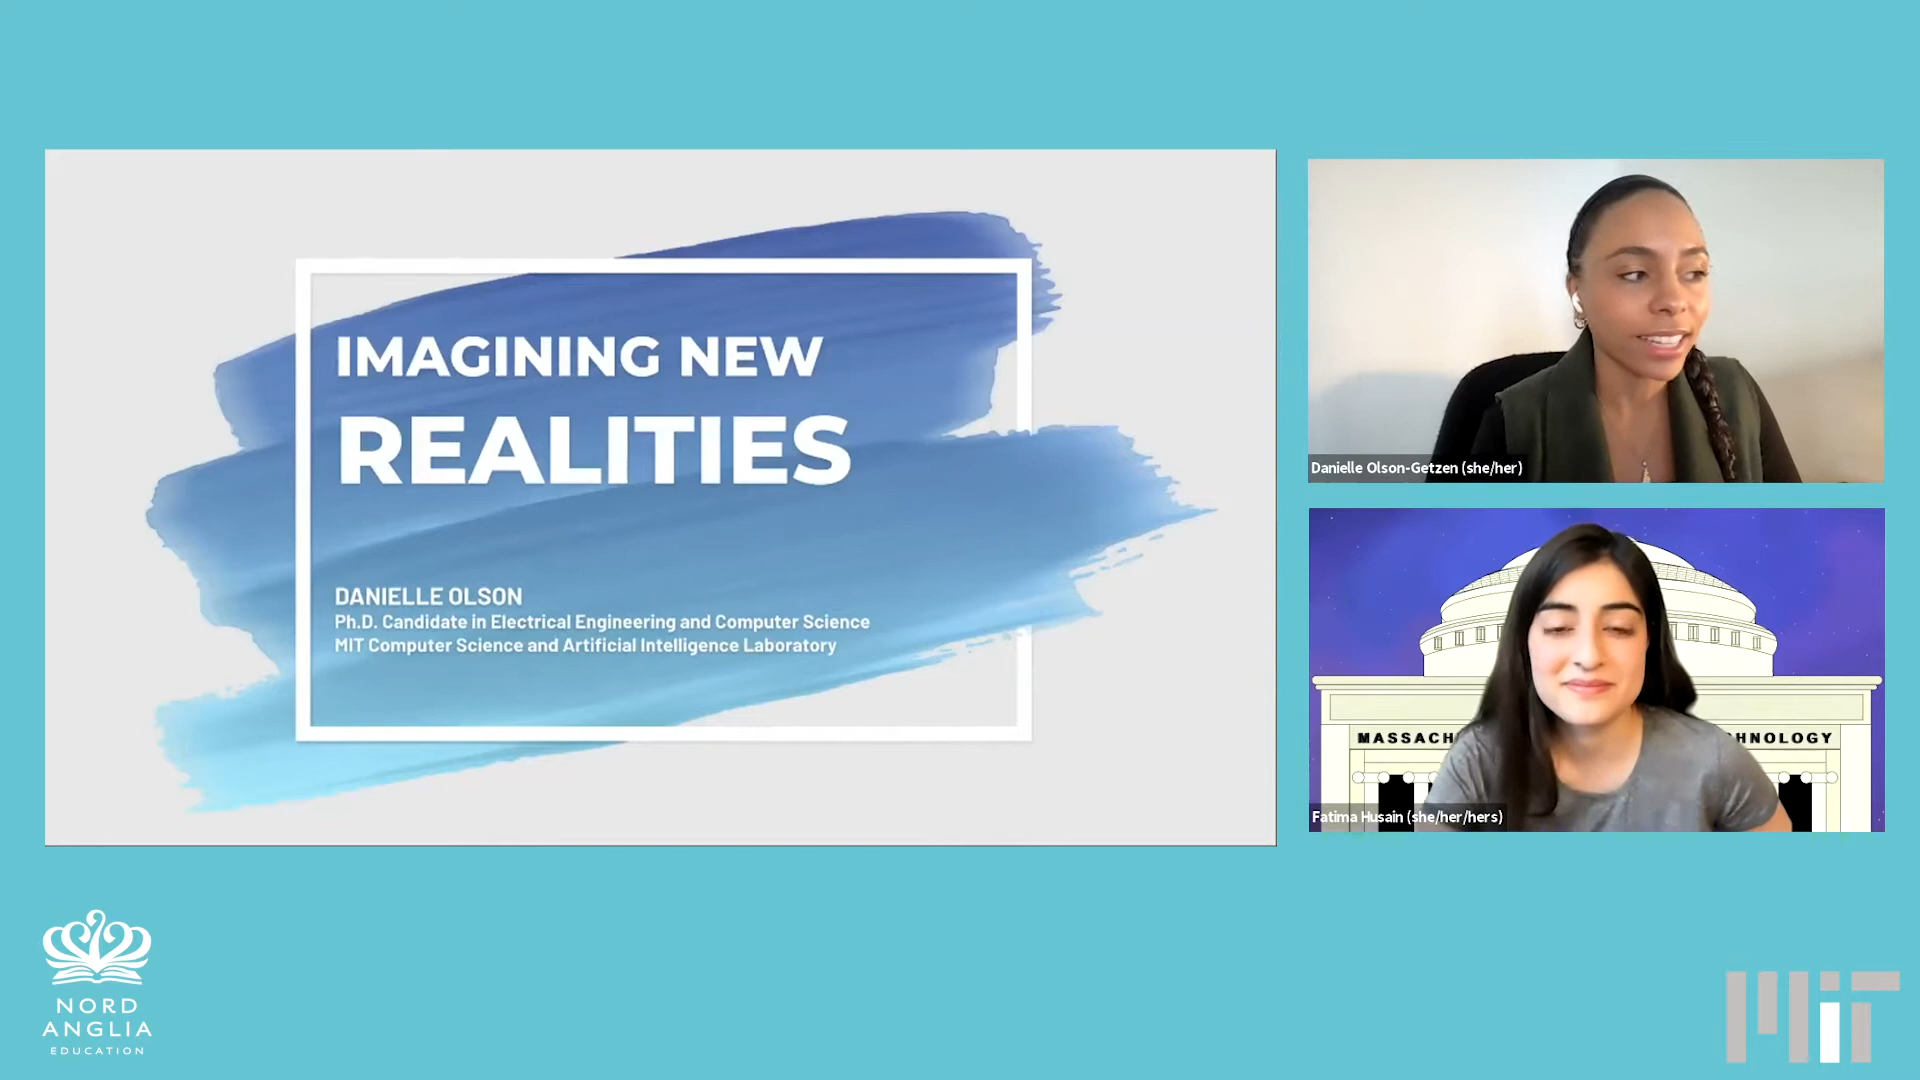 IMAGINING NEW
REALITIES
DANIELLE OLSON
Ph.D. Candidate in Electrical Engineering and Computer Science
MIT Computer Science and Artificial Intelligence Laboratory
Danielle Olson-Getzen (she/her)
MASSACH HNOLOGY
Fatima Husain (she/her/hers)
NORD
ANGLIA
EDUCATION
MIT